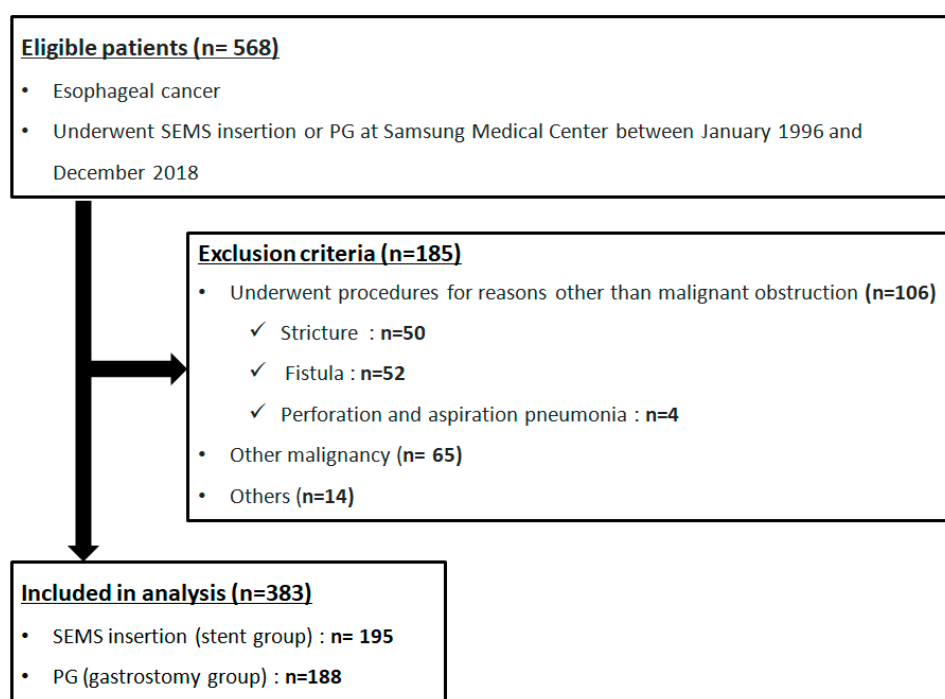 Eligible patients (n= 568)
• Esophageal cancer
• Underwent SEMS insertion or PG at Samsung Medical Center between January 1996 and
December 2018
Exclusion criteria (n=185)
• Underwent procedures for reasons other than malignant obstruction (n=106)
✓ Stricture : n=50
✓ Fistula : n=52
✓ Perforation and aspiration pneumonia : n=4
• Other malignancy (n= 65)
• Others (n=14)
Included in analysis (n=383)
• SEMS insertion (stent group) : n= 195
• PG (gastrostomy group) : n=188